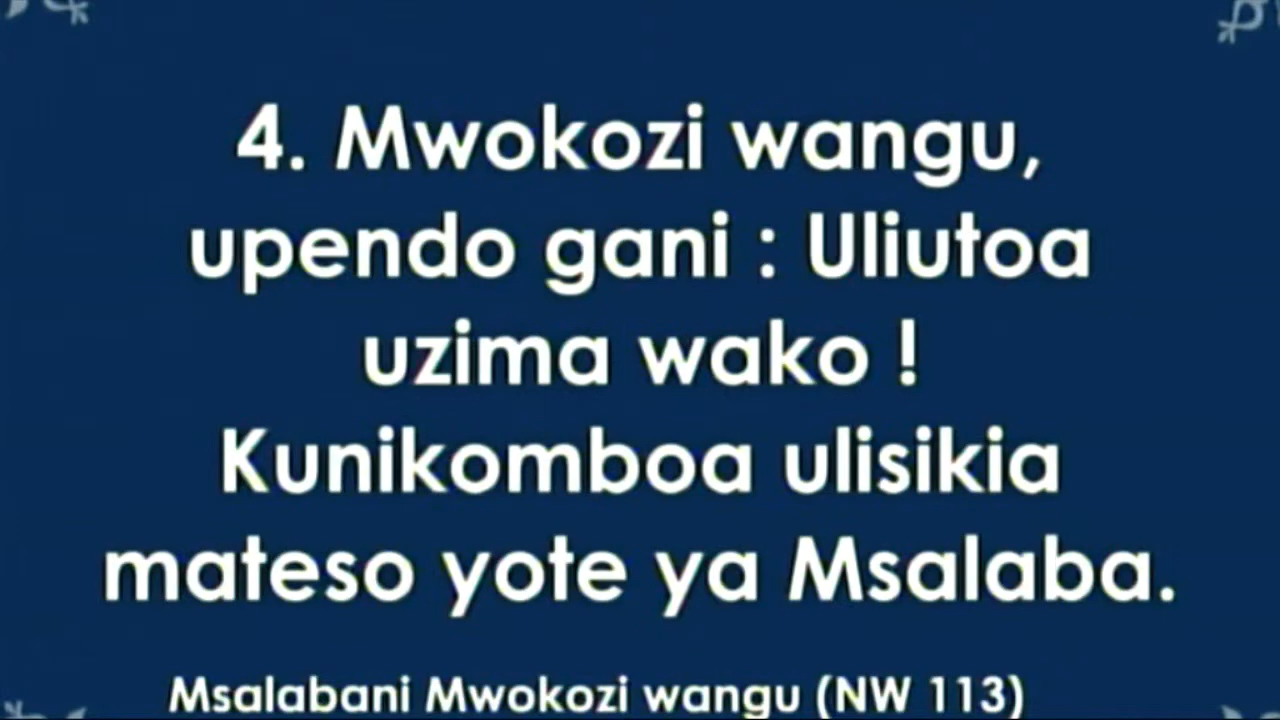 4. Mwokozi wangu,
upendo gani : Uliutoa
uzima wako !
Kunikomboa ulisikia
mateso yote ya Msalaba.
Msalabani Mwokozi wangu (NW 113)